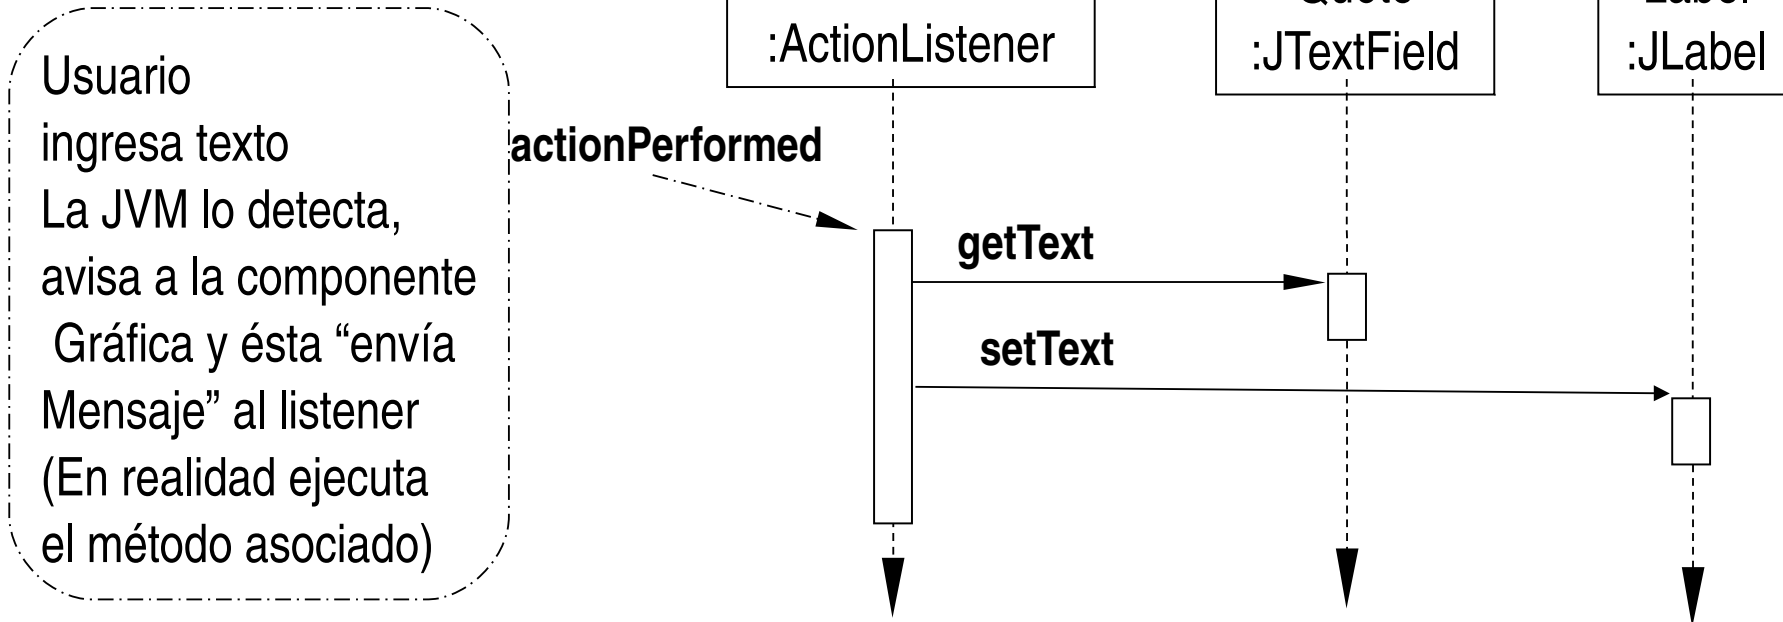 Usuario
ingresa texto
La JVM lo detecta,
avisa a la componente
Gráfica y ésta “envía
Mensaje” al listener
(En realidad ejecuta
el método asociado)
:ActionListener
:JTextField
:JLabel
actionPerformed
getText
setText